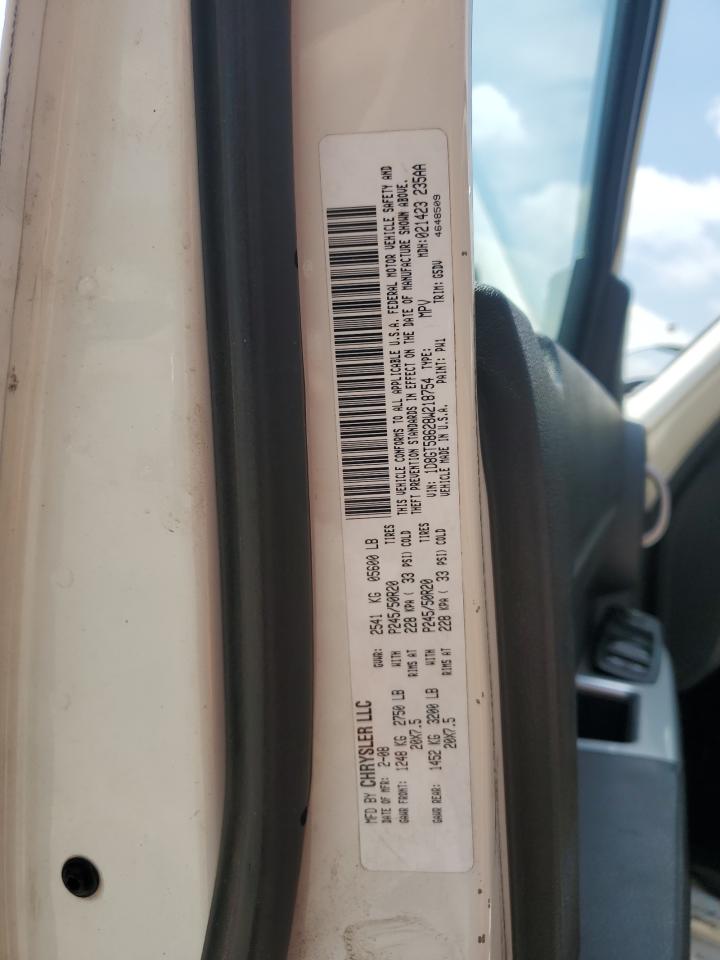 MFD BY CHRYSLER LLC
DATE OF MFR: 2-08 GVWR: 2541 KG 05600 LB
GAWR FRONT: 1248 KG 2750 LB WITH P245/50R20 TIRES
20X7.5 RIMS AT 228 KPA ( 33 PSI) COLD
GAWR REAR: 1452 KG 3200 LB WITH P245/50R20 TIRES
20X7.5 RIMS AT 228 KPA ( 33 PSI) COLD
THIS VEHICLE CONFORMS TO ALL APPLICABLE U.S.A. FEDERAL MOTOR VEHICLE SAFETY AND
THEFT PREVENTION STANDARDS IN EFFECT ON THE DATE OF MANUFACTURE SHOWN ABOVE.
VIN: 1D8GT58628W218754 TYPE: MPV MDH:021423 235AA
VEHICLE MADE IN U.S.A. PAINT: PW1 TRIM: GSDV 4648509